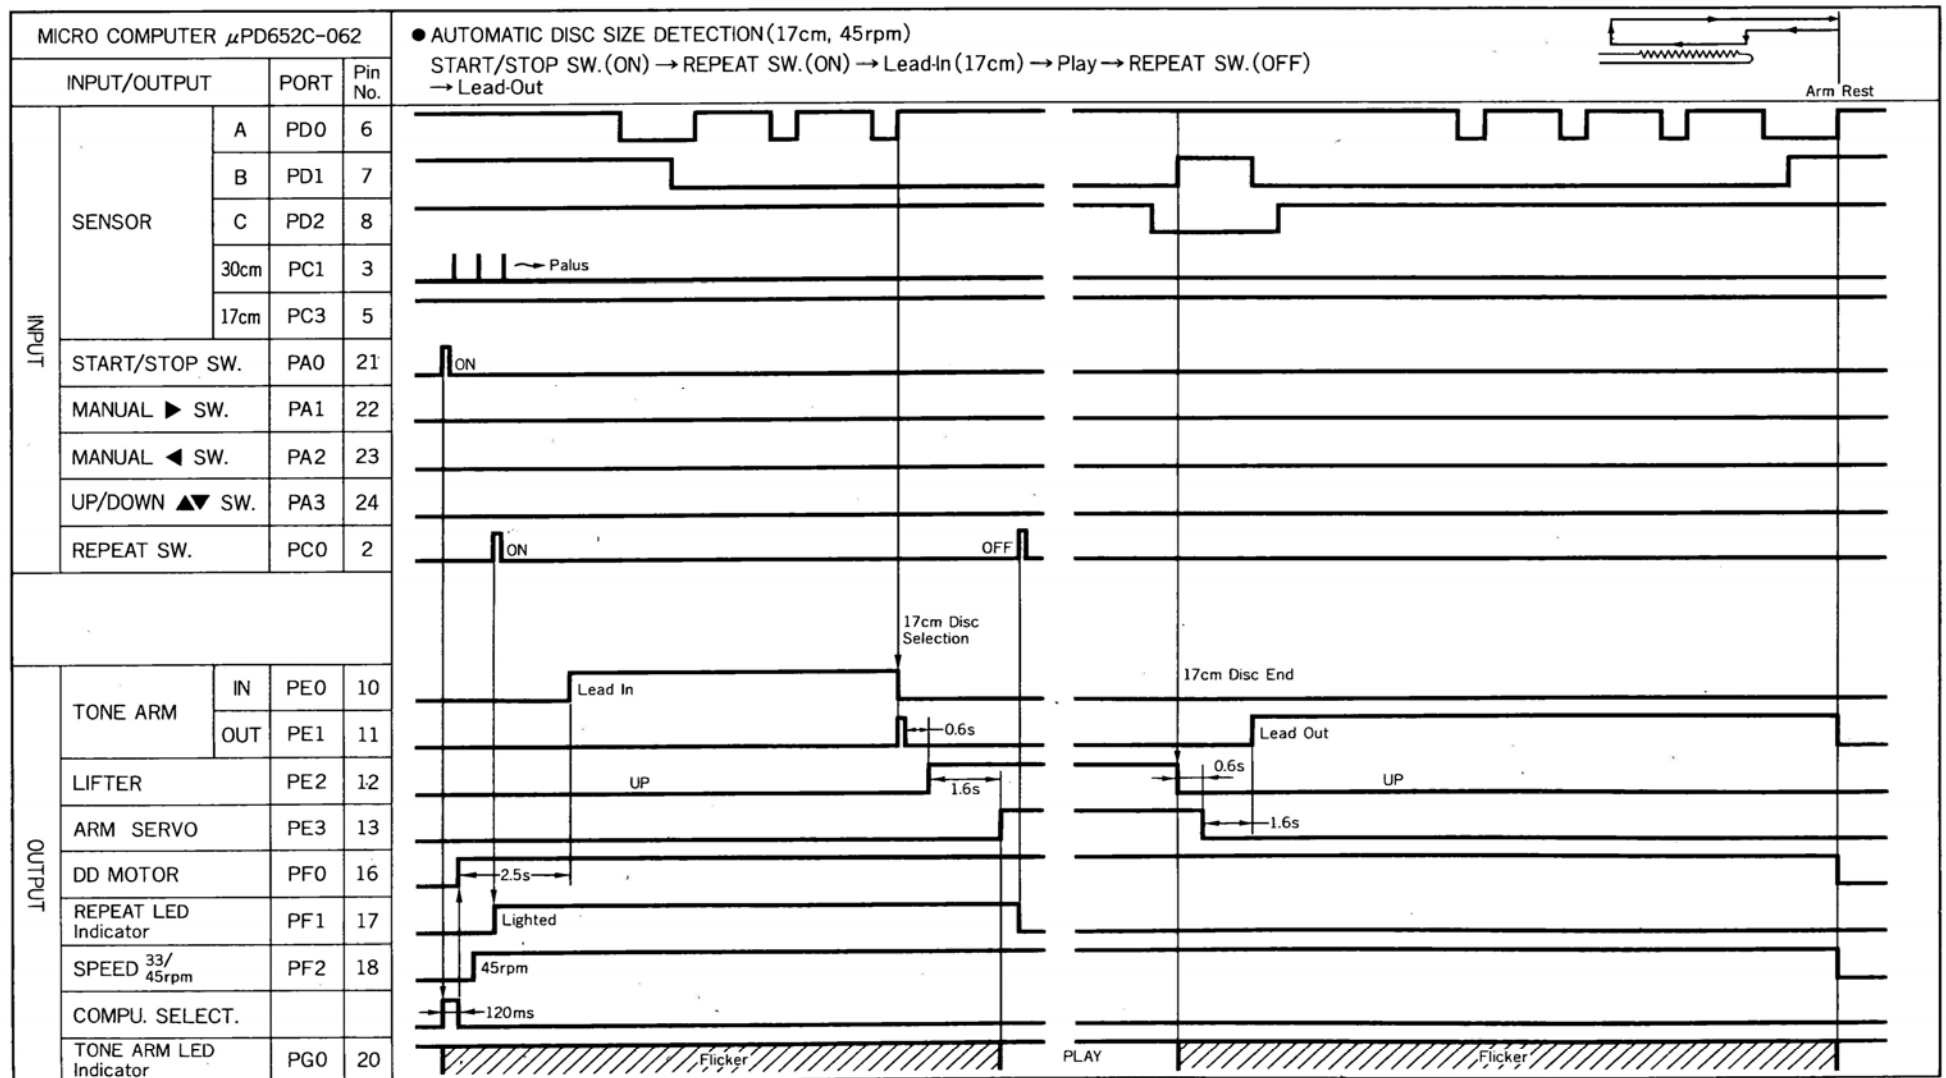 MICRO COMPUTER μPD652C-062
● AUTOMATIC DISC SIZE DETECTION (17cm, 45rpm)
START/STOP SW. (ON) → REPEAT SW. (ON) → Lead-In (17cm) → Play → REPEAT SW. (OFF)
→ Lead-Out
Arm Rest
INPUT/OUTPUT PORT Pin No.
INPUT
SENSOR
A PD0 6
B PD1 7
C PD2 8
30cm PC1 3
Palus
17cm PC3 5
START/STOP SW. PA0 21
ON
MANUAL ▶ SW. PA1 22
MANUAL ◀ SW. PA2 23
UP/DOWN ▲▼ SW. PA3 24
REPEAT SW. PC0 2
ON OFF
17cm Disc
Selection
17cm Disc End
OUTPUT
TONE ARM
IN PE0 10
Lead In
OUT PE1 11
0.6s
Lead Out
LIFTER PE2 12
UP 1.6s 0.6s UP
ARM SERVO PE3 13
1.6s
DD MOTOR PF0 16
2.5s
REPEAT LED
Indicator PF1 17
Lighted
SPEED 33/
45rpm PF2 18
45rpm
COMPU. SELECT.
120ms
TONE ARM LED
Indicator PG0 20
Flicker PLAY Flicker